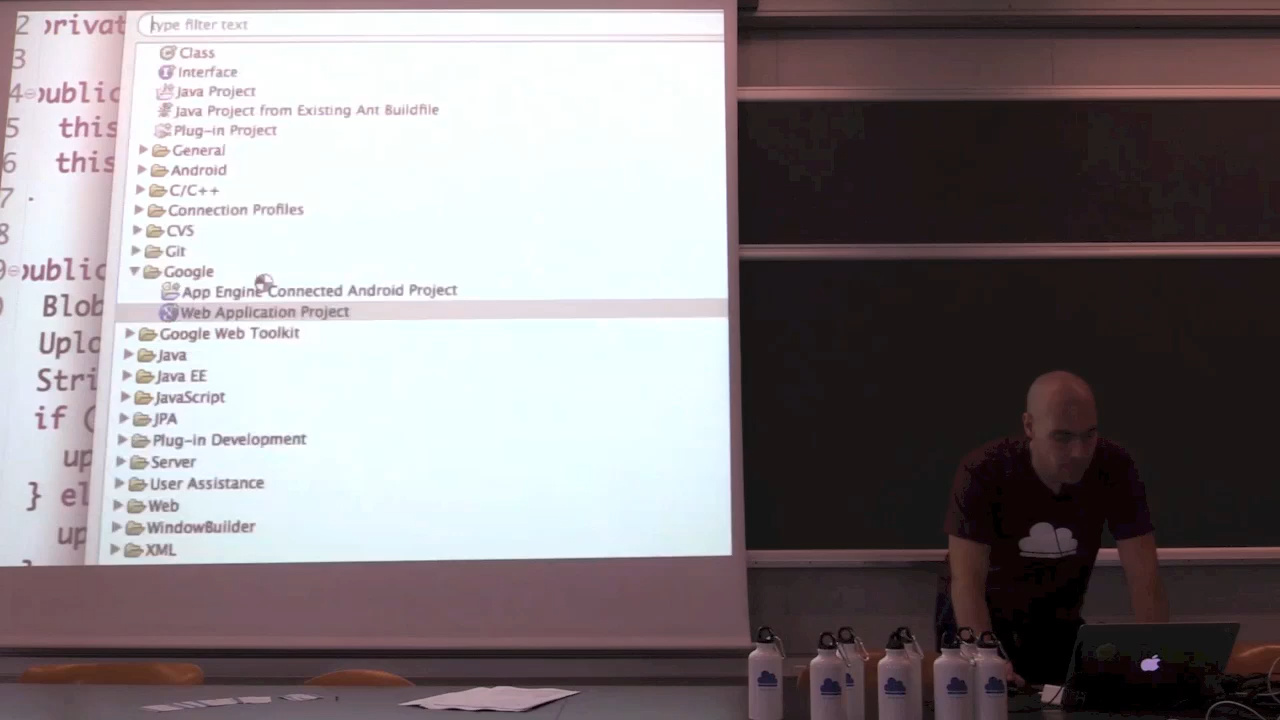 type filter text
Class
Interface
Java Project
Java Project from Existing Ant Buildfile
Plug-in Project
General
Android
C/C++
Connection Profiles
CVS
Git
Google
App Engine Connected Android Project
Web Application Project
Google Web Toolkit
Java
Java EE
JavaScript
JPA
Plug-in Development
Server
User Assistance
Web
WindowBuilder
XML
2 privat
3
4 public
5 this
6 this
7
8
9 public
Blob
Uplo
Stri
if (
up
} el
up